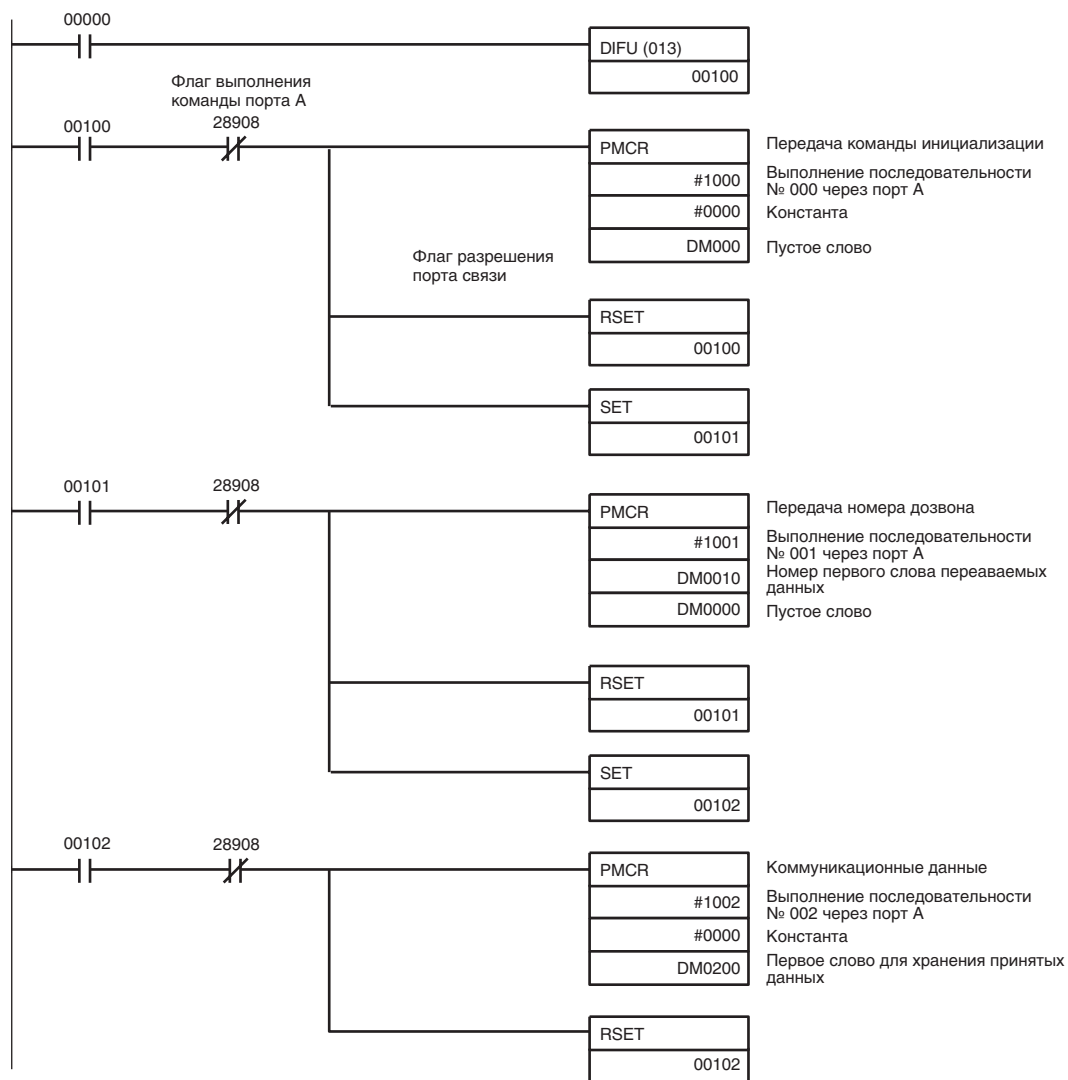 00000
DIFU (013)
00100
Флаг выполнения
команды порта А
00100
28908
PMCR
Передача команды инициализации
#1000
Выполнение последовательности
№ 000 через порт А
#0000
Константа
DM000
Пустое слово
Флаг разрешения
порта связи
RSET
00100
SET
00101
00101
28908
PMCR
Передача номера дозвона
#1001
Выполнение последовательности
№ 001 через порт А
DM0010
Номер первого слова переаваемых
данных
DM0000
Пустое слово
RSET
00101
SET
00102
00102
28908
PMCR
Коммуникационные данные
#1002
Выполнение последовательности
№ 002 через порт А
#0000
Константа
DM0200
Первое слово для хранения принятых
данных
RSET
00102